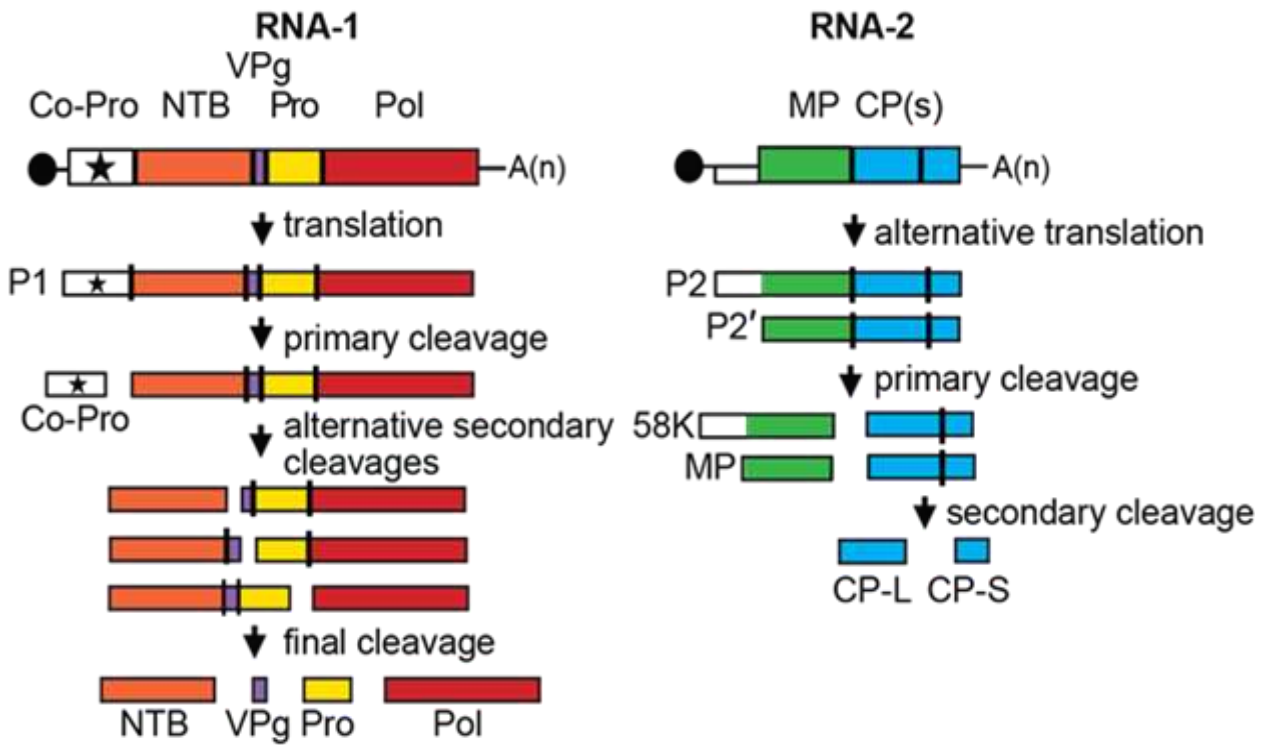 RNA-1
VPg
Co-Pro NTB Pro Pol
A(n)
translation
P1
primary cleavage
Co-Pro
alternative secondary
cleavages
final cleavage
NTB VPg Pro Pol
RNA-2
MP CP(s)
A(n)
alternative translation
P2
P2′
primary cleavage
58K
MP
secondary cleavage
CP-L CP-S